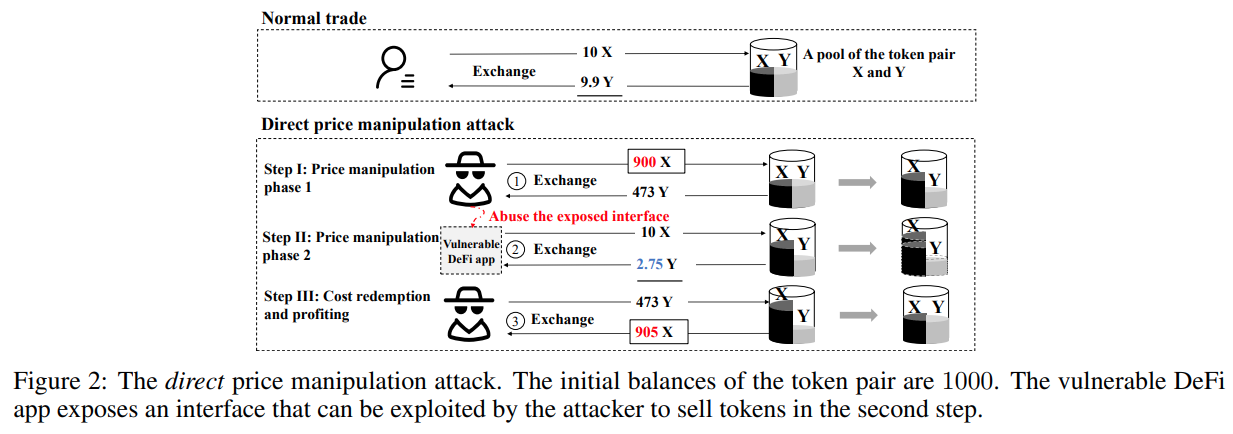 Normal trade
10 X
Exchange
9.9 Y
X Y
A pool of the token pair
X and Y
Direct price manipulation attack
Step I: Price manipulation
phase 1
900 X
1 Exchange
473 Y
X Y
X
Y
Abuse the exposed interface
Step II: Price manipulation
phase 2
Vulnerable
DeFi app
10 X
2 Exchange
2.75 Y
X
Y
X
Y
Step III: Cost redemption
and profiting
473 Y
3 Exchange
905 X
X
Y
X Y
Figure 2: The direct price manipulation attack. The initial balances of the token pair are 1000. The vulnerable DeFi
app exposes an interface that can be exploited by the attacker to sell tokens in the second step.